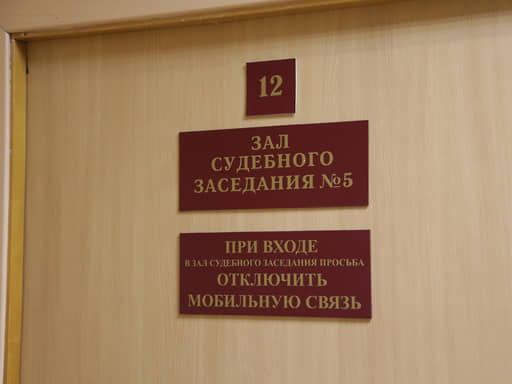 12
ЗАЛ
СУДЕБНОГО
ЗАСЕДАНИЯ №5
ПРИ ВХОДЕ
В ЗАЛ СУДЕБНОГО ЗАСЕДАНИЯ ПРОСЬБА
ОТКЛЮЧИТЬ
МОБИЛЬНУЮ СВЯЗЬ